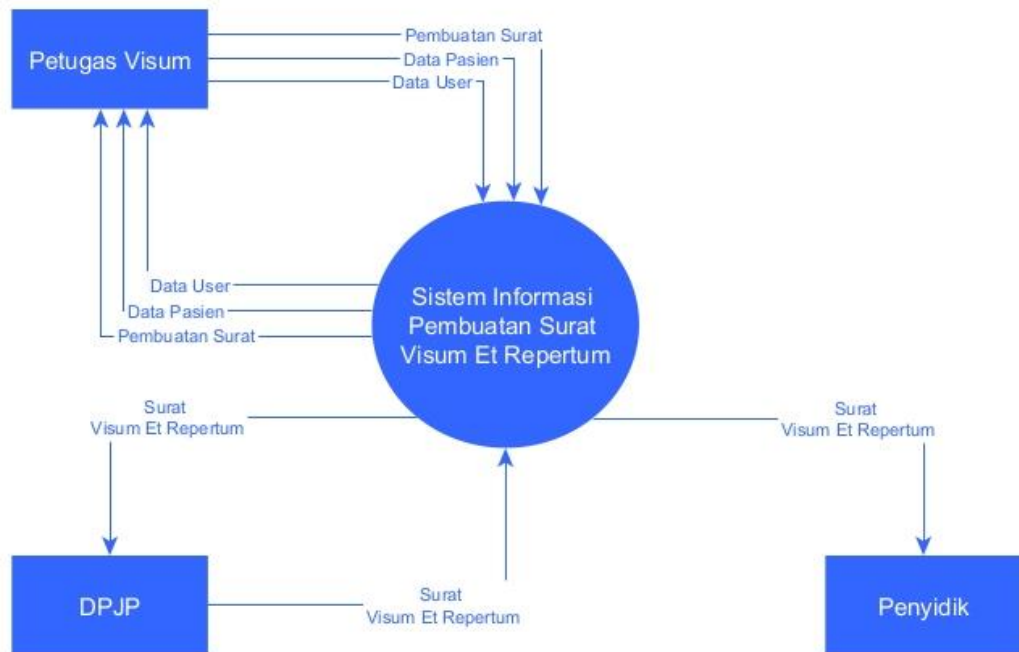 Petugas Visum
Pembuatan Surat
Data Pasien
Data User
Data User
Data Pasien
Pembuatan Surat
Sistem Informasi
Pembuatan Surat
Visum Et Repertum
Surat
Visum Et Repertum
Surat
Visum Et Repertum
DPJP
Surat
Visum Et Repertum
Penyidik